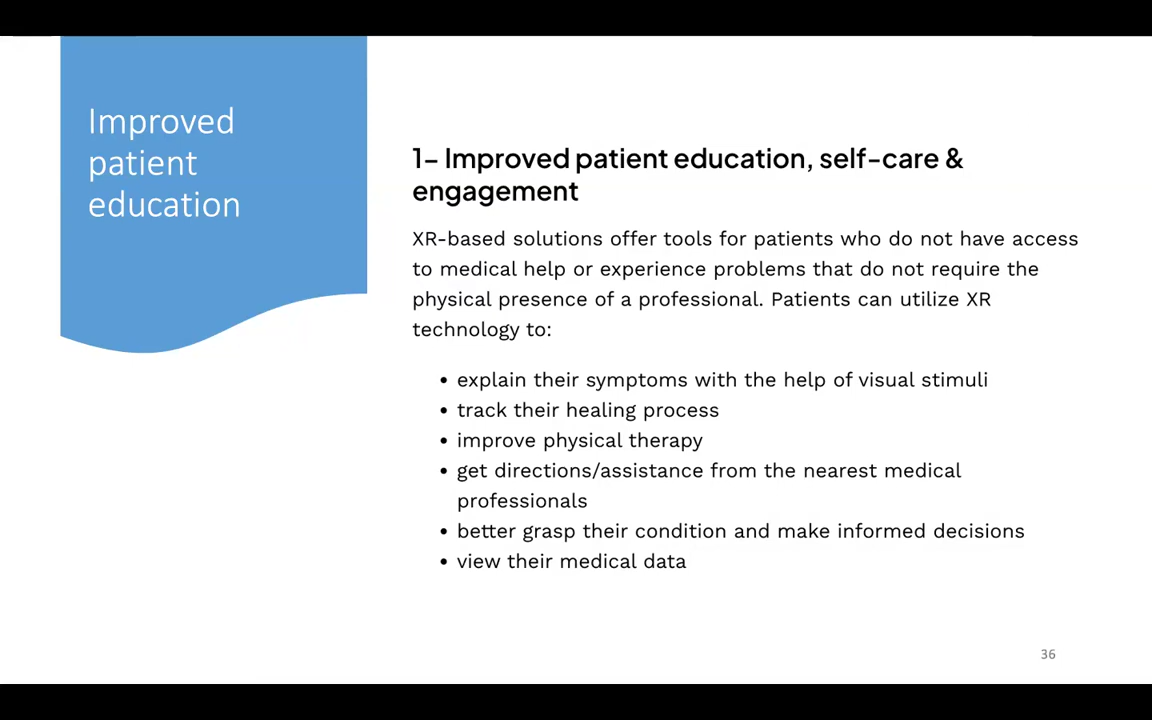 Improved
patient
education
1– Improved patient education, self-care &
engagement
XR-based solutions offer tools for patients who do not have access
to medical help or experience problems that do not require the
physical presence of a professional. Patients can utilize XR
technology to:
• explain their symptoms with the help of visual stimuli
• track their healing process
• improve physical therapy
• get directions/assistance from the nearest medical
professionals
• better grasp their condition and make informed decisions
• view their medical data
36